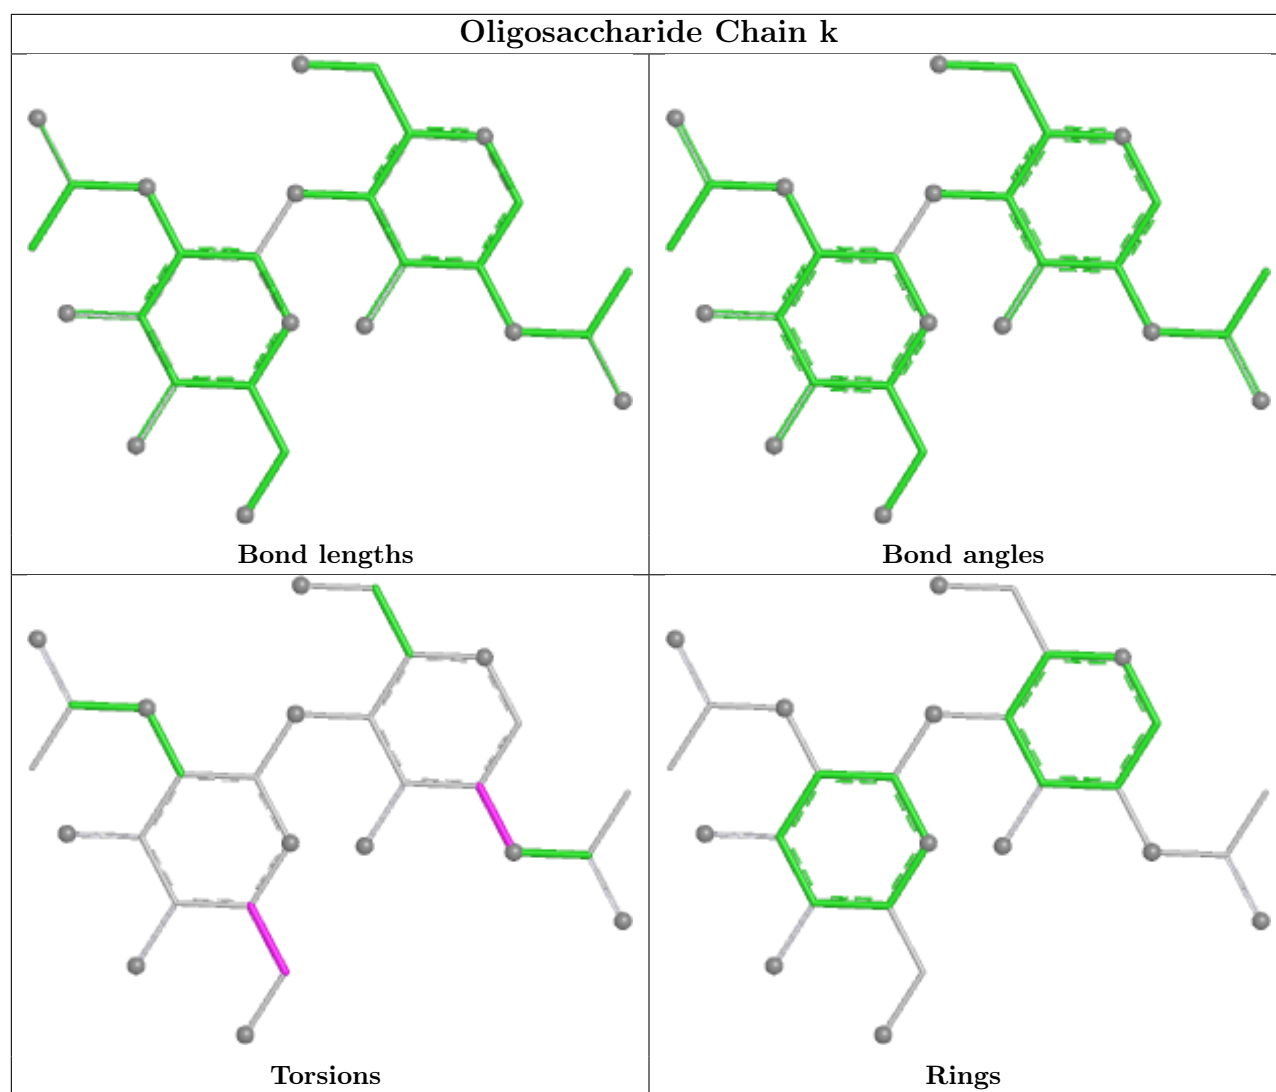 Oligosaccharide Chain k
Bond lengths
Bond angles
Torsions
Rings